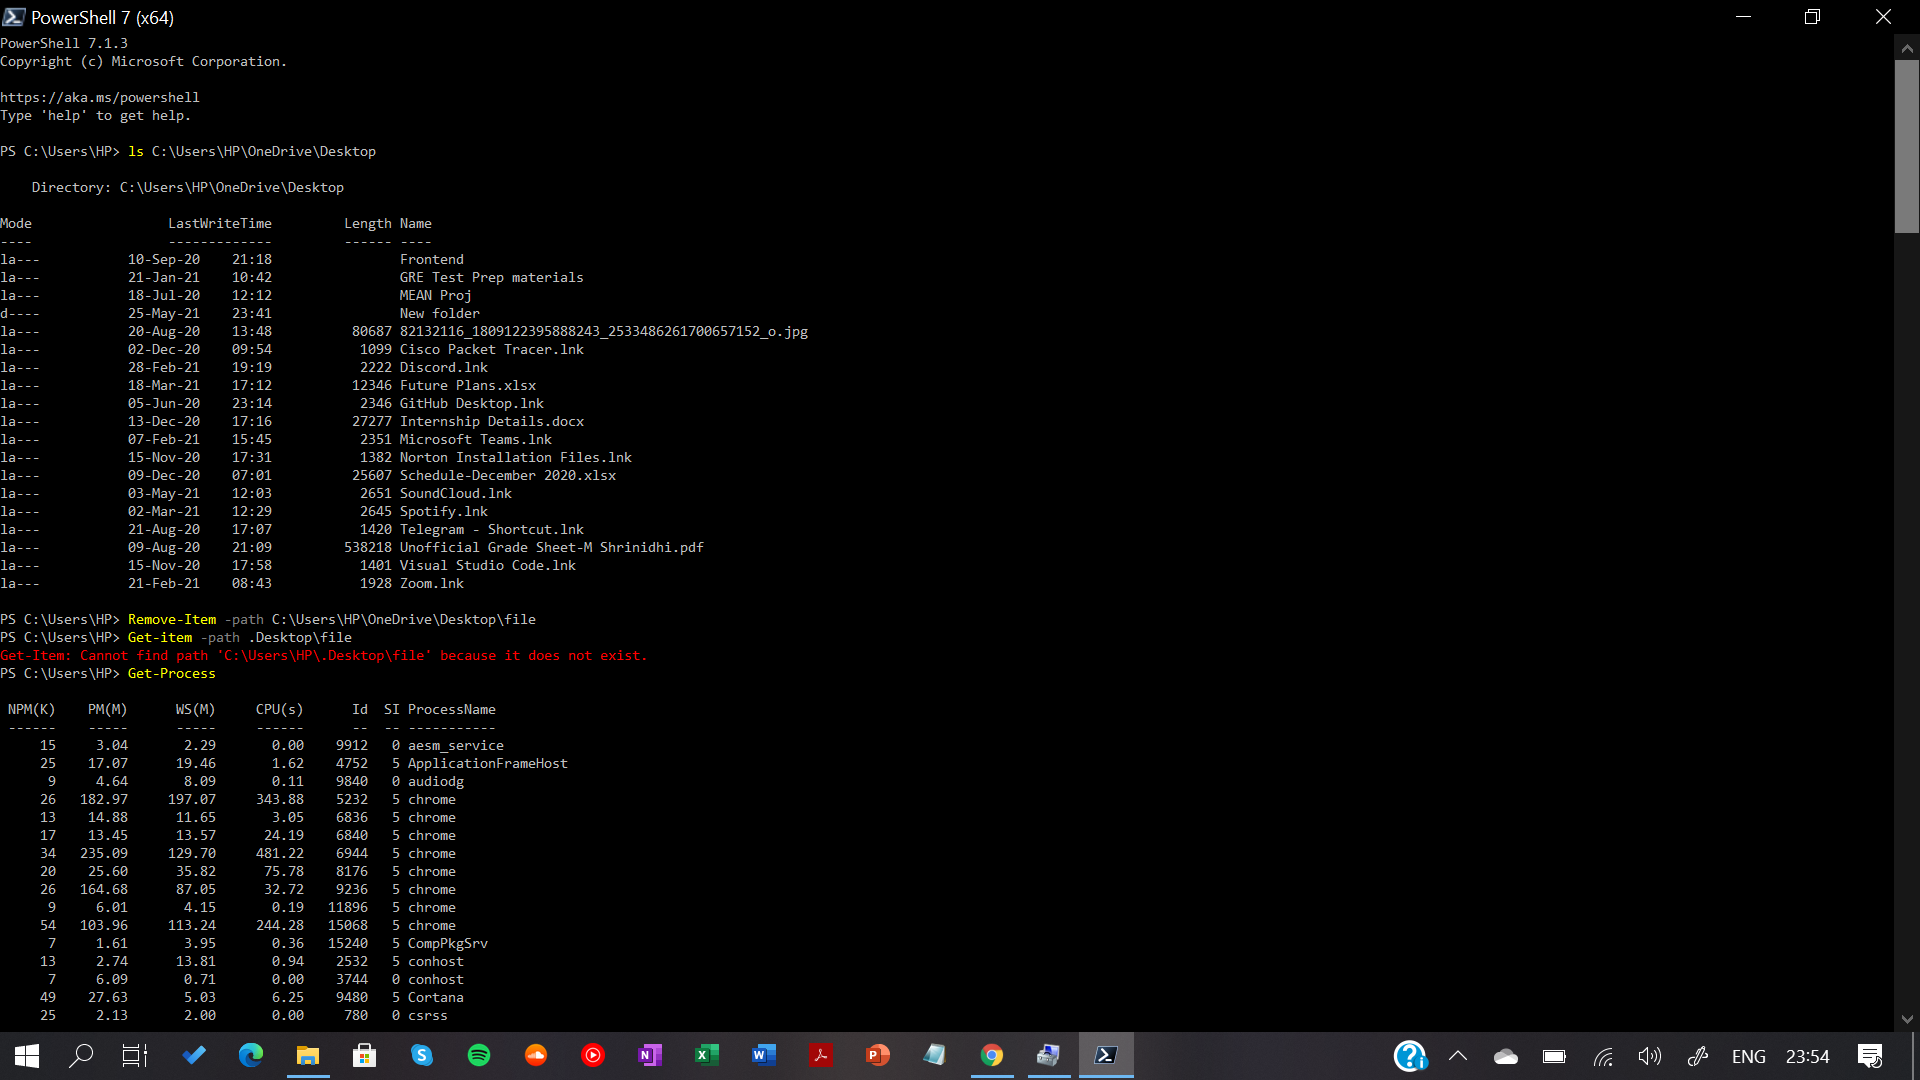 PowerShell 7 (x64)
PowerShell 7.1.3
Copyright (c) Microsoft Corporation.
https://aka.ms/powershell
Type 'help' to get help.
PS C:\Users\HP> ls C:\Users\HP\OneDrive\Desktop
Directory: C:\Users\HP\OneDrive\Desktop
Mode LastWriteTime Length Name
---- ------------- ------ ----
la--- 10-Sep-20 21:18 Frontend
la--- 21-Jan-21 10:42 GRE Test Prep materials
la--- 18-Jul-20 12:12 MEAN Proj
d---- 25-May-21 23:41 New folder
la--- 20-Aug-20 13:48 80687 82132116_1809122395888243_2533486261700657152_o.jpg
la--- 02-Dec-20 09:54 1099 Cisco Packet Tracer.lnk
la--- 28-Feb-21 19:19 2222 Discord.lnk
la--- 18-Mar-21 17:12 12346 Future Plans.xlsx
la--- 05-Jun-20 23:14 2346 GitHub Desktop.lnk
la--- 13-Dec-20 17:16 27277 Internship Details.docx
la--- 07-Feb-21 15:45 2351 Microsoft Teams.lnk
la--- 15-Nov-20 17:31 1382 Norton Installation Files.lnk
la--- 09-Dec-20 07:01 25607 Schedule-December 2020.xlsx
la--- 03-May-21 12:03 2651 SoundCloud.lnk
la--- 02-Mar-21 12:29 2645 Spotify.lnk
la--- 21-Aug-20 17:07 1420 Telegram - Shortcut.lnk
la--- 09-Aug-20 21:09 538218 Unofficial Grade Sheet-M Shrinidhi.pdf
la--- 15-Nov-20 17:58 1401 Visual Studio Code.lnk
la--- 21-Feb-21 08:43 1928 Zoom.lnk
PS C:\Users\HP> Remove-Item -path C:\Users\HP\OneDrive\Desktop\file
PS C:\Users\HP> Get-item -path .Desktop\file
Get-Item: Cannot find path 'C:\Users\HP\.Desktop\file' because it does not exist.
PS C:\Users\HP> Get-Process
NPM(K) PM(M) WS(M) CPU(s) Id SI ProcessName
------ ----- ----- ------ -- -- -----------
15 3.04 2.29 0.00 9912 0 aesm_service
25 17.07 19.46 1.62 4752 5 ApplicationFrameHost
9 4.64 8.09 0.11 9840 0 audiodg
26 182.97 197.07 343.88 5232 5 chrome
13 14.88 11.65 3.05 6836 5 chrome
17 13.45 13.57 24.19 6840 5 chrome
34 235.09 129.70 481.22 6944 5 chrome
20 25.60 35.82 75.78 8176 5 chrome
26 164.68 87.05 32.72 9236 5 chrome
9 6.01 4.15 0.19 11896 5 chrome
54 103.96 113.24 244.28 15068 5 chrome
7 1.61 3.95 0.36 15240 5 CompPkgSrv
13 2.74 13.81 0.94 2532 5 conhost
7 6.09 0.71 0.00 3744 0 conhost
49 27.63 5.03 6.25 9480 5 Cortana
25 2.13 2.00 0.00 780 0 csrss
ENG 23:54